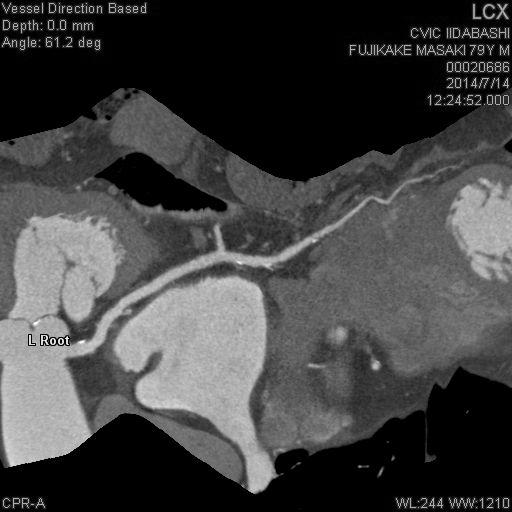 Vessel Direction Based
Depth: 0.0 mm
Angle: 61.2 deg
LCX
CVIC IIDABASHI
FUJIKAKE MASAKI 79Y M
00020686
2014/7/14
12:24:52.000
L Root
CPR-A
WL:244 WW:1210